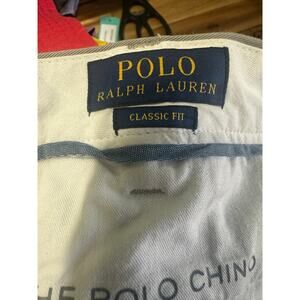 POLO
RALPH LAUREN
CLASSIC FIT
THE POLO CHINO